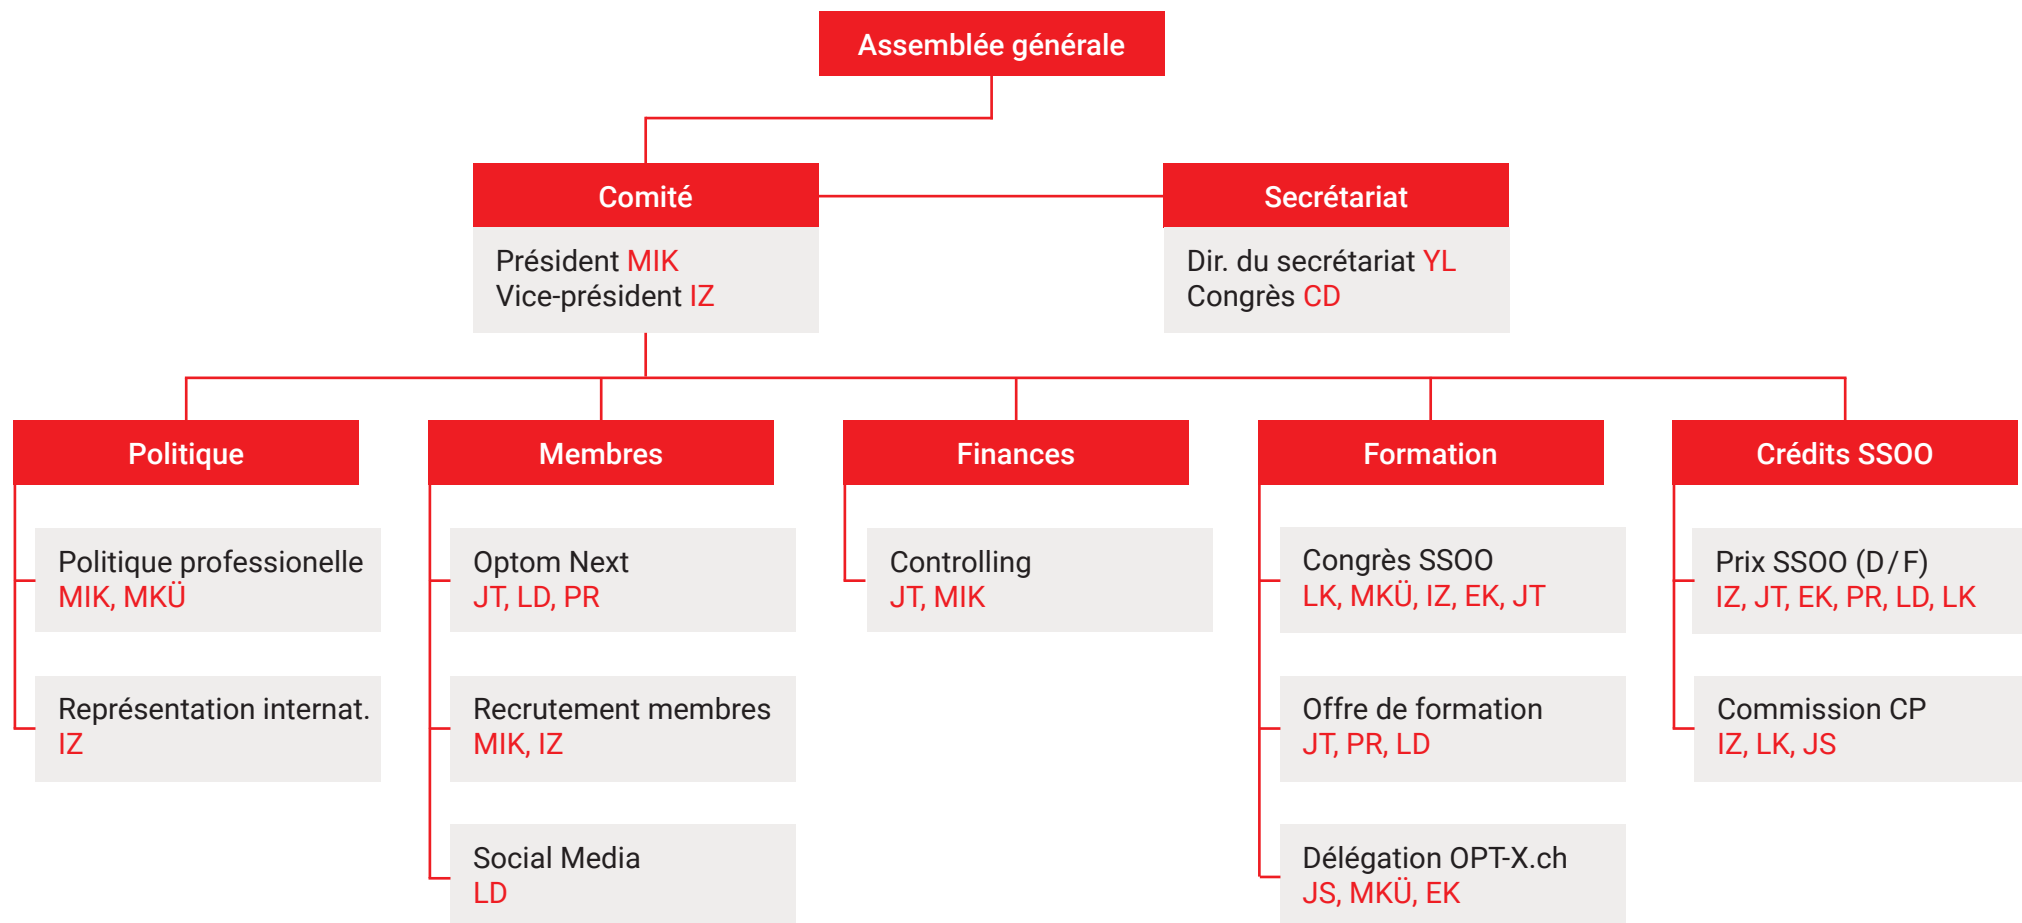 Assemblée générale
Comité
Président MIK
Vice-président IZ
Secrétariat
Dir. du secrétariat YL
Congrès CD
Politique
Politique professionelle
MIK, MKÜ
Représentation internat.
IZ
Membres
Optom Next
JT, LD, PR
Recrutement membres
MIK, IZ
Social Media
LD
Finances
Controlling
JT, MIK
Formation
Congrès SSOO
LK, MKÜ, IZ, EK, JT
Offre de formation
JT, PR, LD
Délégation OPT-X.ch
JS, MKÜ, EK
Crédits SSOO
Prix SSOO (D / F)
IZ, JT, EK, PR, LD, LK
Commission CP
IZ, LK, JS